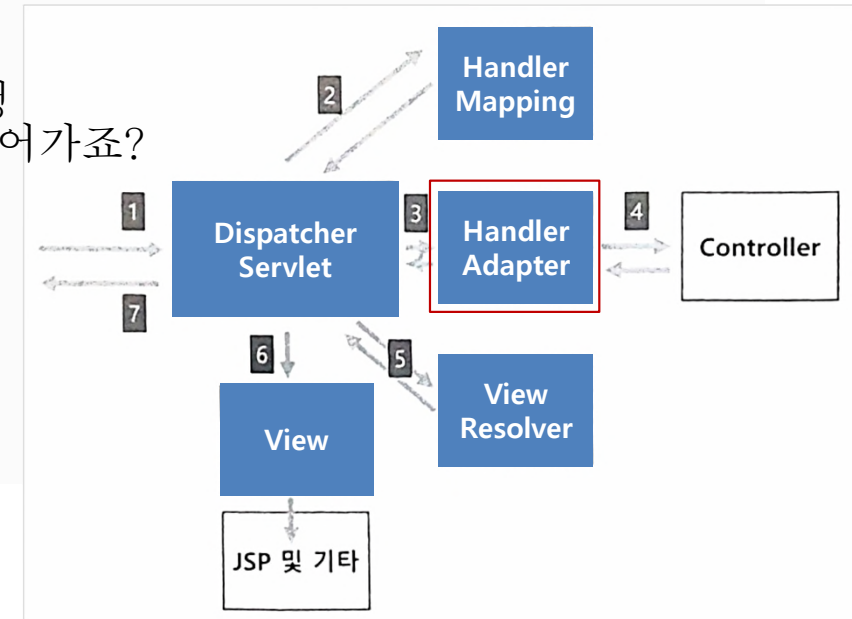 어가죠?
2
Handler
Mapping
1
Dispatcher
Servlet
3
Handler
Adapter
4
Controller
7
6
5
View
View
Resolver
JSP 및 기타